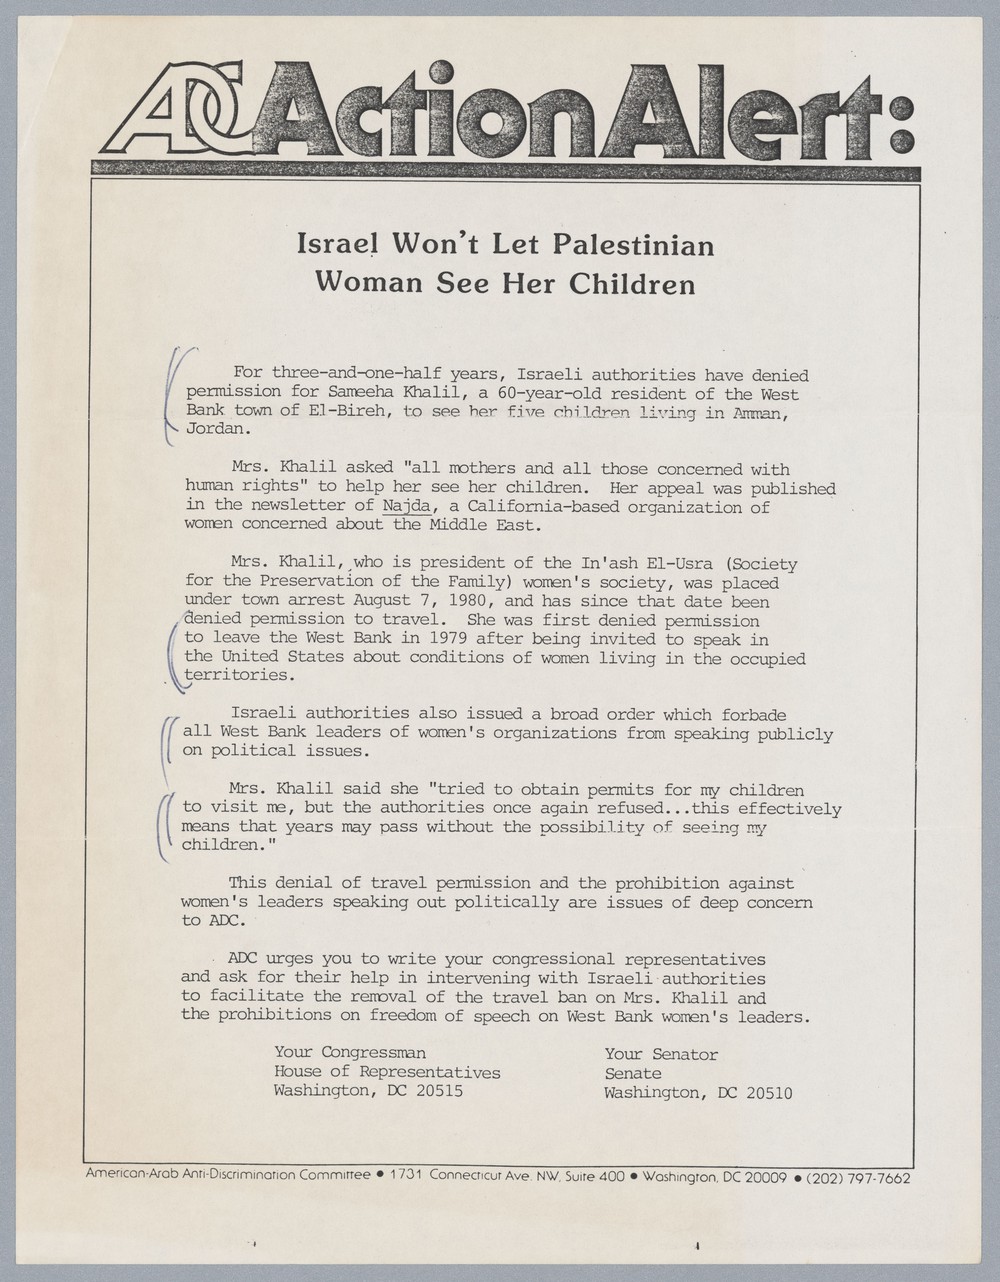 ADC Action Alert:
Israel Won't Let Palestinian
Woman See Her Children
For three-and-one-half years, Israeli authorities have denied
permission for Sameeha Khalil, a 60-year-old resident of the West
Bank town of El-Bireh, to see her five children living in Amman,
Jordan.
Mrs. Khalil asked "all mothers and all those concerned with
human rights" to help her see her children. Her appeal was published
in the newsletter of Najda, a California-based organization of
women concerned about the Middle East.
Mrs. Khalil, who is president of the In'ash El-Usra (Society
for the Preservation of the Family) women's society, was placed
under town arrest August 7, 1980, and has since that date been
denied permission to travel. She was first denied permission
to leave the West Bank in 1979 after being invited to speak in
the United States about conditions of women living in the occupied
territories.
Israeli authorities also issued a broad order which forbade
all West Bank leaders of women's organizations from speaking publicly
on political issues.
Mrs. Khalil said she "tried to obtain permits for my children
to visit me, but the authorities once again refused...this effectively
means that years may pass without the possibility of seeing my
children."
This denial of travel permission and the prohibition against
women's leaders speaking out politically are issues of deep concern
to ADC.
ADC urges you to write your congressional representatives
and ask for their help in intervening with Israeli authorities
to facilitate the removal of the travel ban on Mrs. Khalil and
the prohibitions on freedom of speech on West Bank women's leaders.
Your Congressman Your Senator
House of Representatives Senate
Washington, DC 20515 Washington, DC 20510
American-Arab Anti-Discrimination Committee • 1731 Connecticut Ave. NW, Suite 400 • Washington, DC 20009 • (202) 797-7662